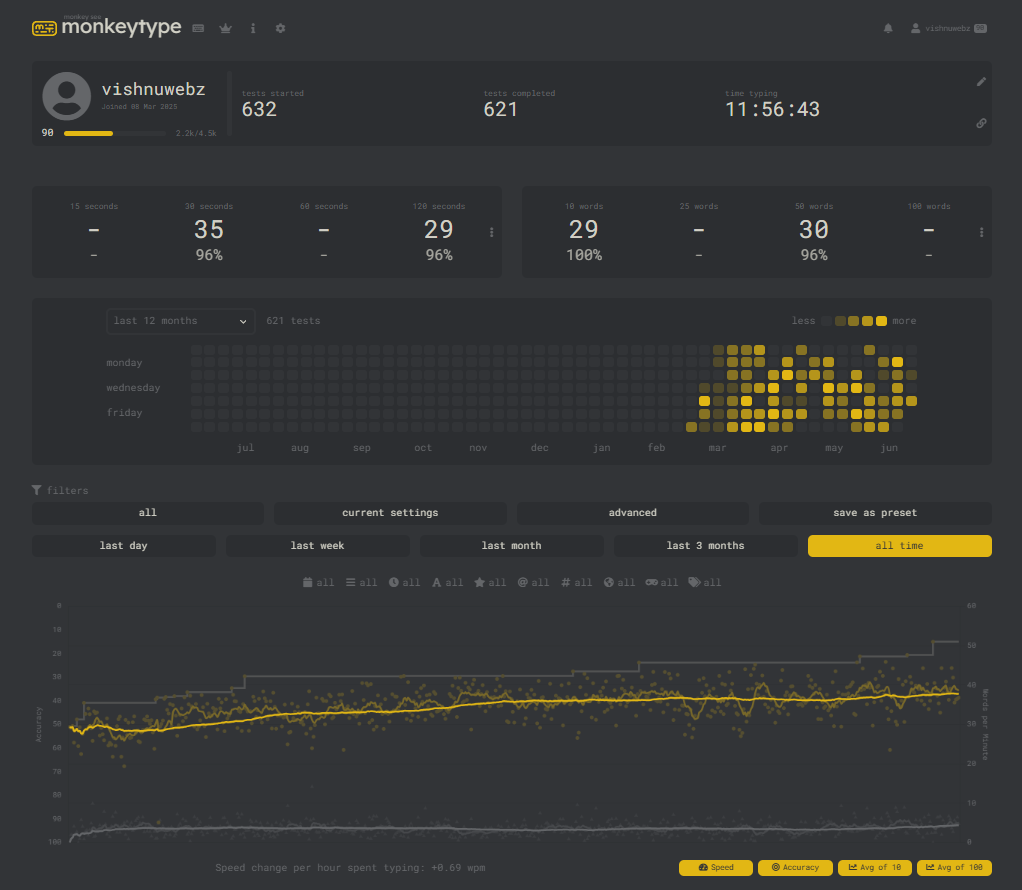 monkey see
monkeytype
vishnuwebz 90
vishnuwebz
Joined 08 Mar 2025
90 2.2k/4.5k
tests started
632
tests completed
621
time typing
11:56:43
15 seconds 30 seconds 60 seconds 120 seconds
- 35 - 29
- 96% - 96%
10 words 25 words 50 words 100 words
29 - 30 -
100% - 96% -
last 12 months 621 tests less more
monday
wednesday
friday
jul aug sep oct nov dec jan feb mar apr may jun
filters
all current settings advanced save as preset
last day last week last month last 3 months all time
all all all all all all all all all all
0 10 20 30 40 50 60 70 80 90 100
Accuracy
60 50 40 30 20 10 0
Words per Minute
Speed change per hour spent typing: +0.69 wpm
Speed Accuracy Avg of 10 Avg of 100